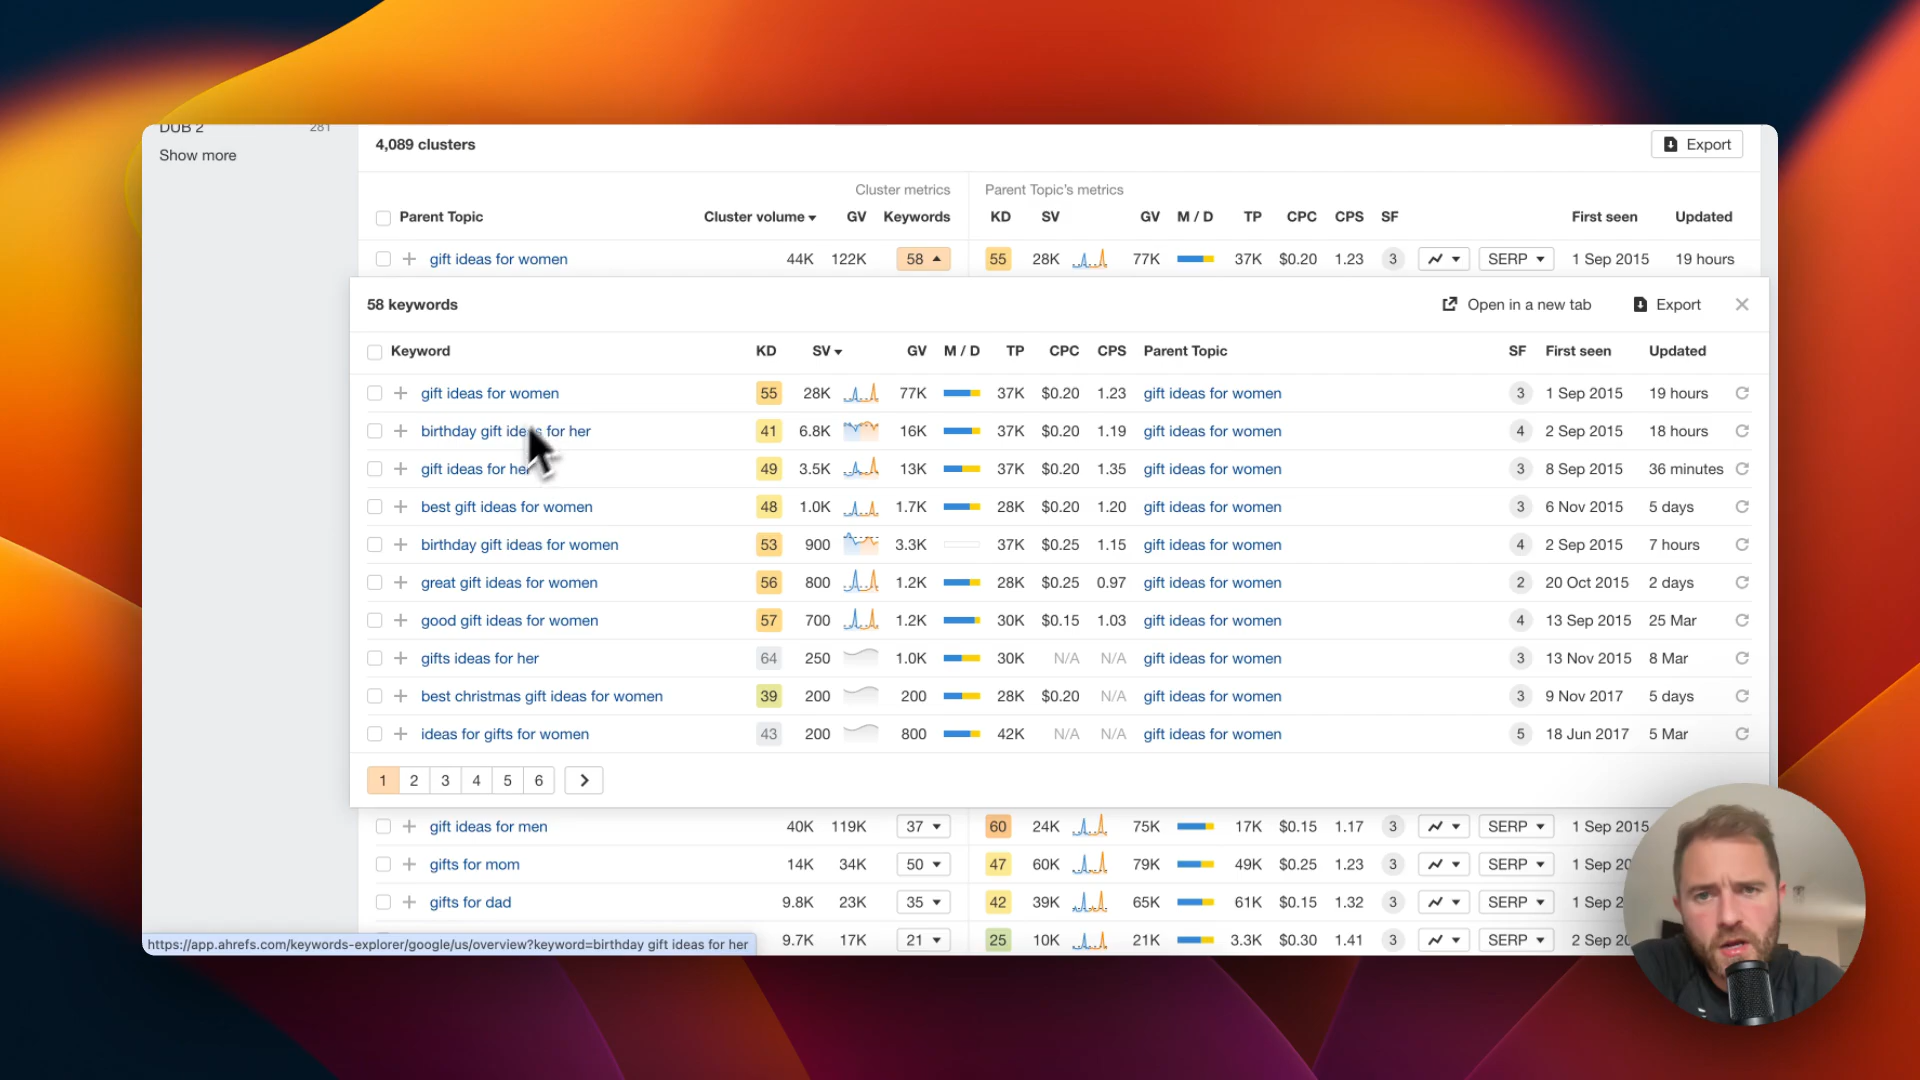 DUB 2 281
Show more
4,089 clusters
Export
Cluster metrics Parent Topic's metrics
Parent Topic Cluster volume GV Keywords KD SV GV M / D TP CPC CPS SF First seen Updated
gift ideas for women 44K 122K 58 55 28K 77K 37K $0.20 1.23 3 SERP 1 Sep 2015 19 hours
58 keywords Open in a new tab Export
Keyword KD SV GV M / D TP CPC CPS Parent Topic SF First seen Updated
gift ideas for women 55 28K 77K 37K $0.20 1.23 gift ideas for women 3 1 Sep 2015 19 hours
birthday gift ideas for her 41 6.8K 16K 37K $0.20 1.19 gift ideas for women 4 2 Sep 2015 18 hours
gift ideas for her 49 3.5K 13K 37K $0.20 1.35 gift ideas for women 3 8 Sep 2015 36 minutes
best gift ideas for women 48 1.0K 1.7K 28K $0.20 1.20 gift ideas for women 3 6 Nov 2015 5 days
birthday gift ideas for women 53 900 3.3K 37K $0.25 1.15 gift ideas for women 4 2 Sep 2015 7 hours
great gift ideas for women 56 800 1.2K 28K $0.25 0.97 gift ideas for women 2 20 Oct 2015 2 days
good gift ideas for women 57 700 1.2K 30K $0.15 1.03 gift ideas for women 4 13 Sep 2015 25 Mar
gifts ideas for her 64 250 1.0K 30K N/A N/A gift ideas for women 3 13 Nov 2015 8 Mar
best christmas gift ideas for women 39 200 200 28K $0.20 N/A gift ideas for women 3 9 Nov 2017 5 days
ideas for gifts for women 43 200 800 42K N/A N/A gift ideas for women 5 18 Jun 2017 5 Mar
1 2 3 4 5 6
gift ideas for men 40K 119K 37 60 24K 75K 17K $0.15 1.17 3 SERP 1 Sep 2015
gifts for mom 14K 34K 50 47 60K 79K 49K $0.25 1.23 3 SERP 1 Sep 20
gifts for dad 9.8K 23K 35 42 39K 65K 61K $0.15 1.32 3 SERP 1 Sep 2
9.7K 17K 21 25 10K 21K 3.3K $0.30 1.41 3 SERP 2 Sep 20
https://app.ahrefs.com/keywords-explorer/google/us/overview?keyword=birthday gift ideas for her